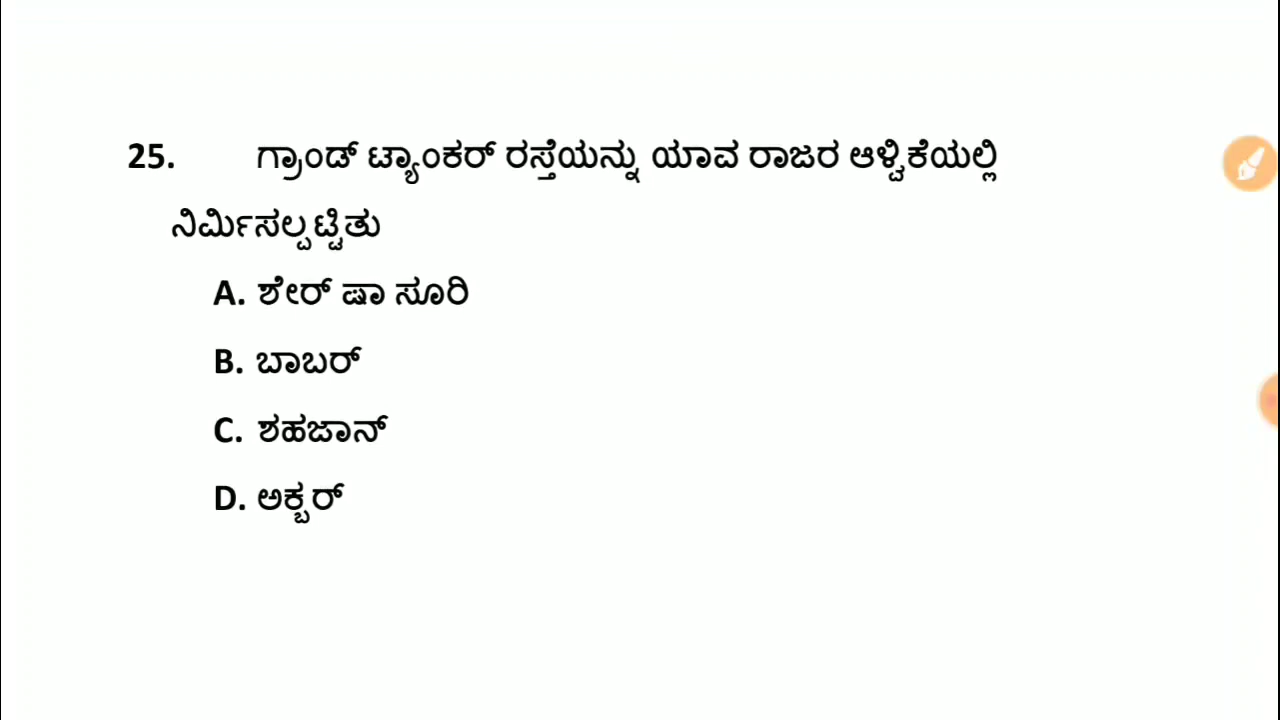 25. ಗ್ರಾಂಡ್ ಟ್ಯಾಂಕರ್ ರಸ್ತೆಯನ್ನು ಯಾವ ರಾಜರ ಆಳ್ವಿಕೆಯಲ್ಲಿ
ನಿರ್ಮಿಸಲ್ಪಟ್ಟಿತು
A. ಶೇರ್ ಷಾ ಸೂರಿ
B. ಬಾಬರ್
C. ಶಹಜಾನ್
D. ಅಕ್ಬರ್